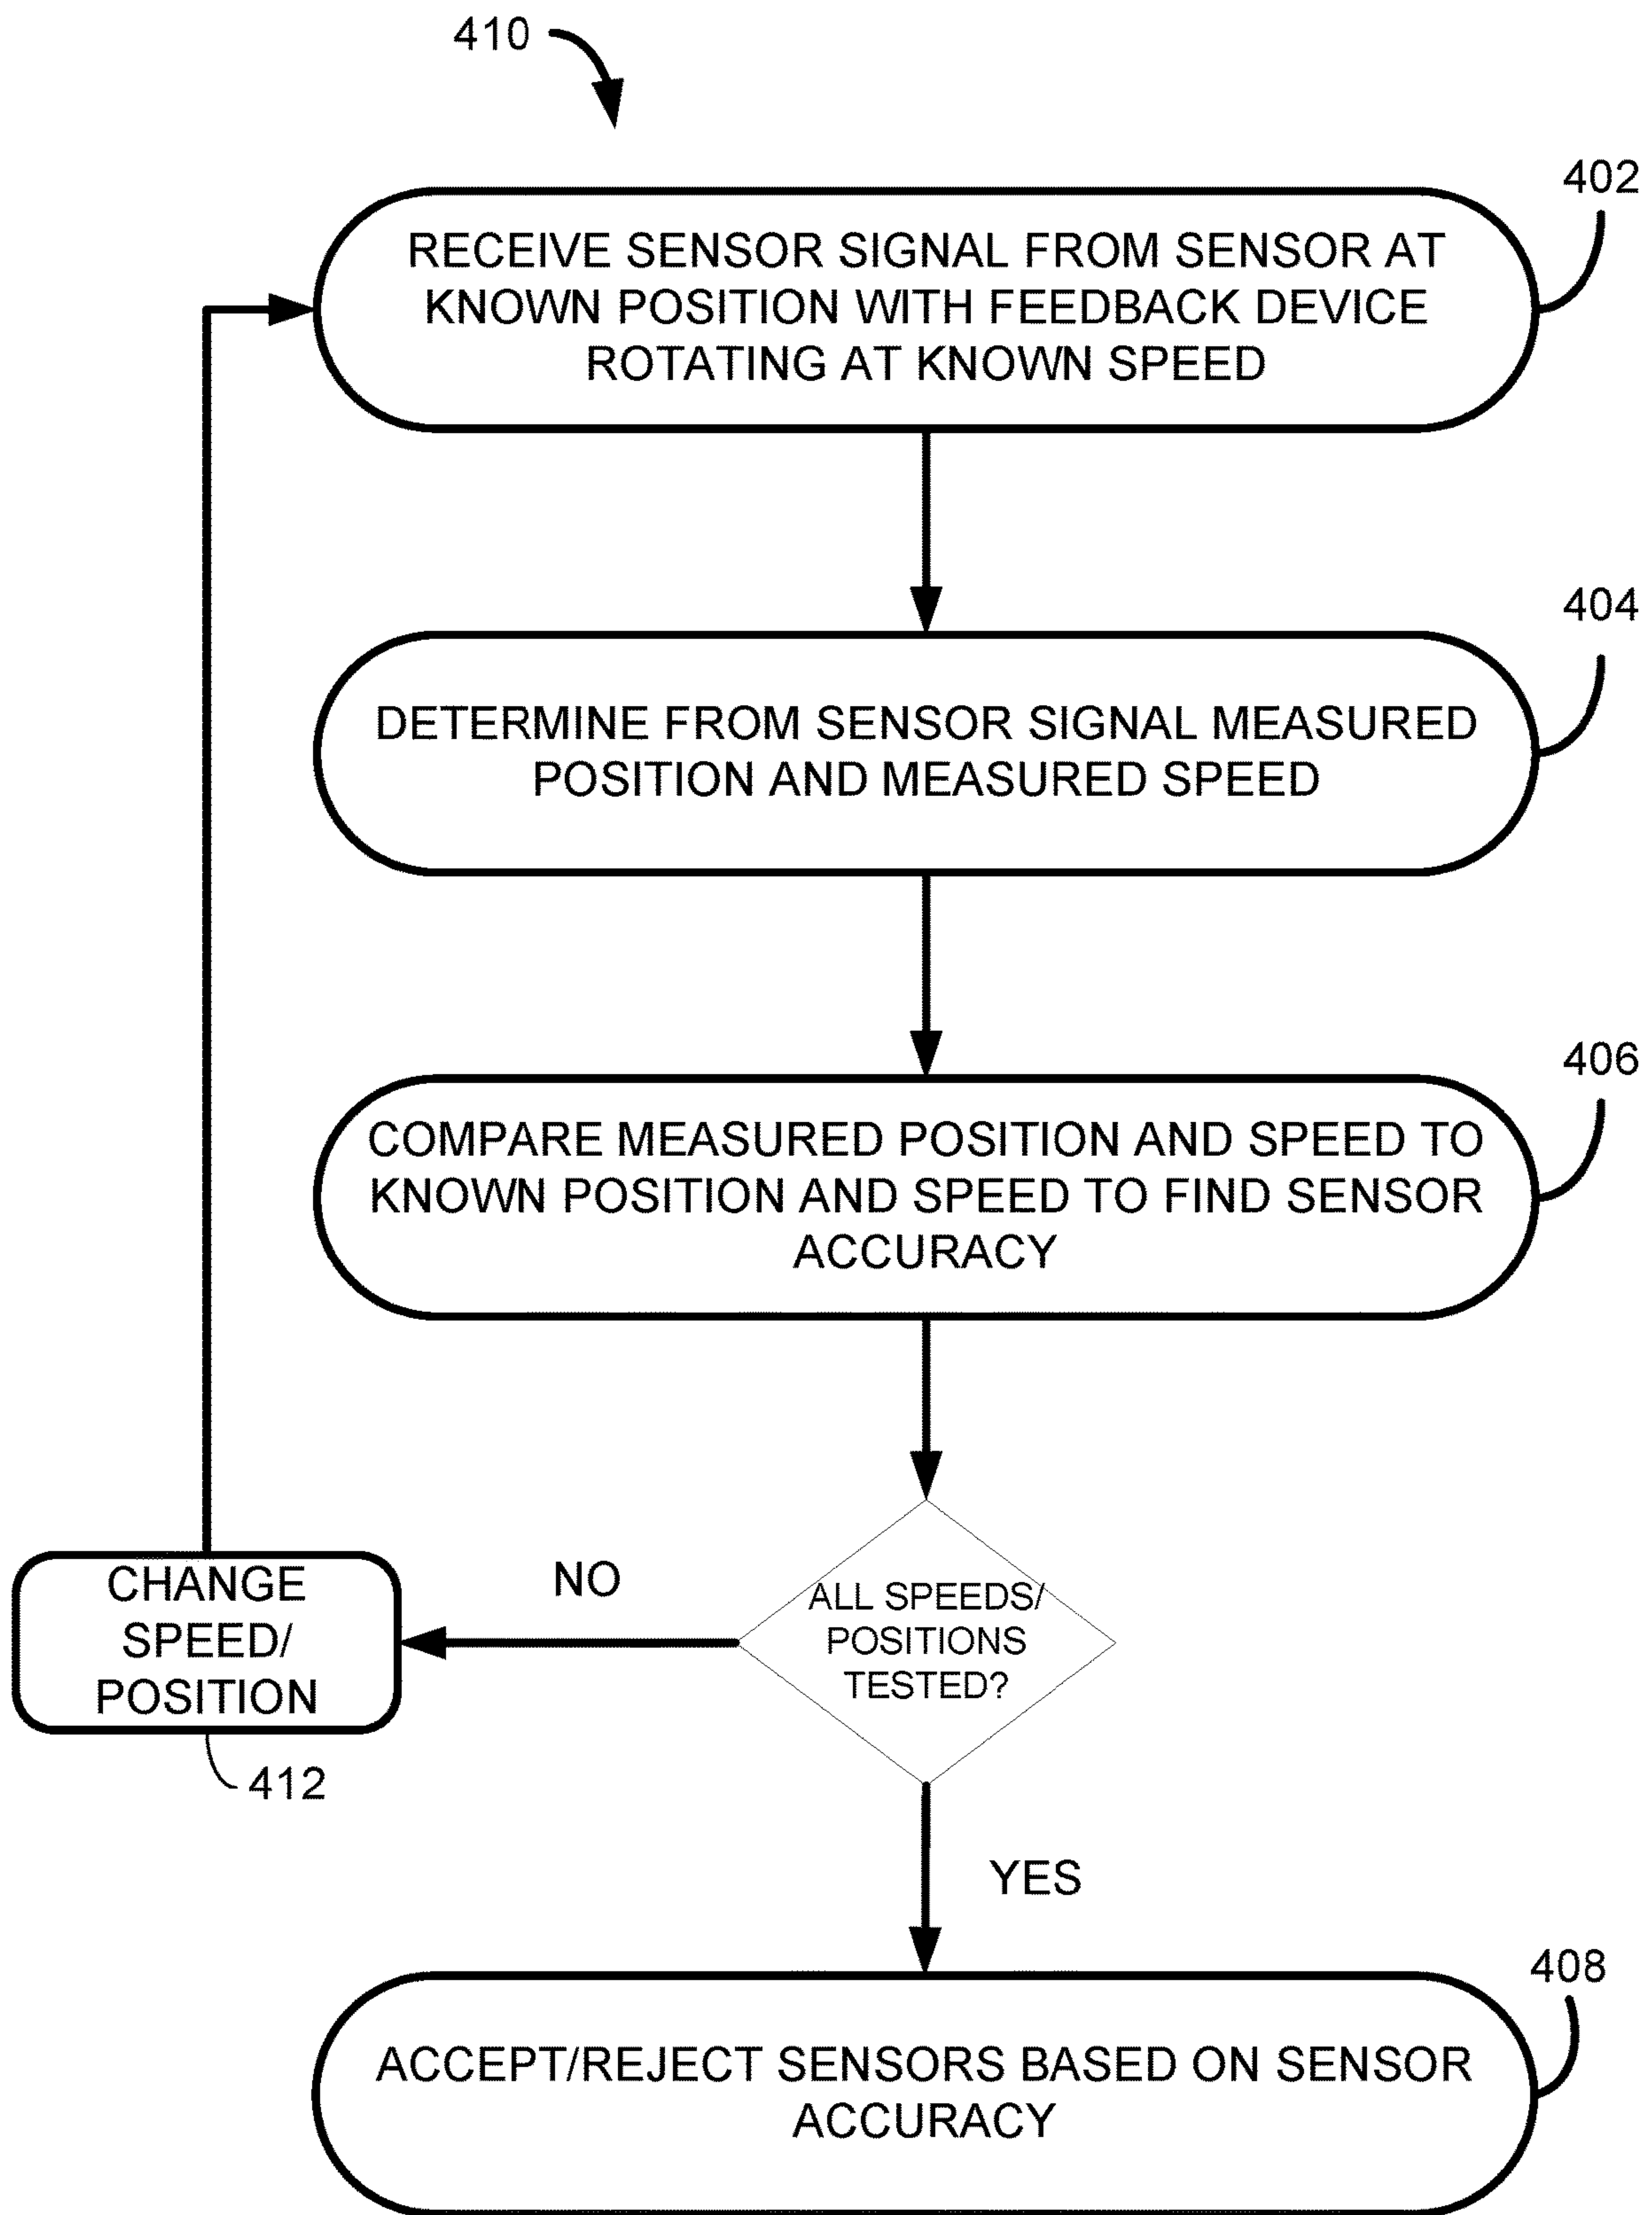 410
402
RECEIVE SENSOR SIGNAL FROM SENSOR AT
KNOWN POSITION WITH FEEDBACK DEVICE
ROTATING AT KNOWN SPEED
404
DETERMINE FROM SENSOR SIGNAL MEASURED
POSITION AND MEASURED SPEED
406
COMPARE MEASURED POSITION AND SPEED TO
KNOWN POSITION AND SPEED TO FIND SENSOR
ACCURACY
ALL SPEEDS/
POSITIONS
TESTED?
NO
CHANGE
SPEED/
POSITION
412
YES
408
ACCEPT/REJECT SENSORS BASED ON SENSOR
ACCURACY